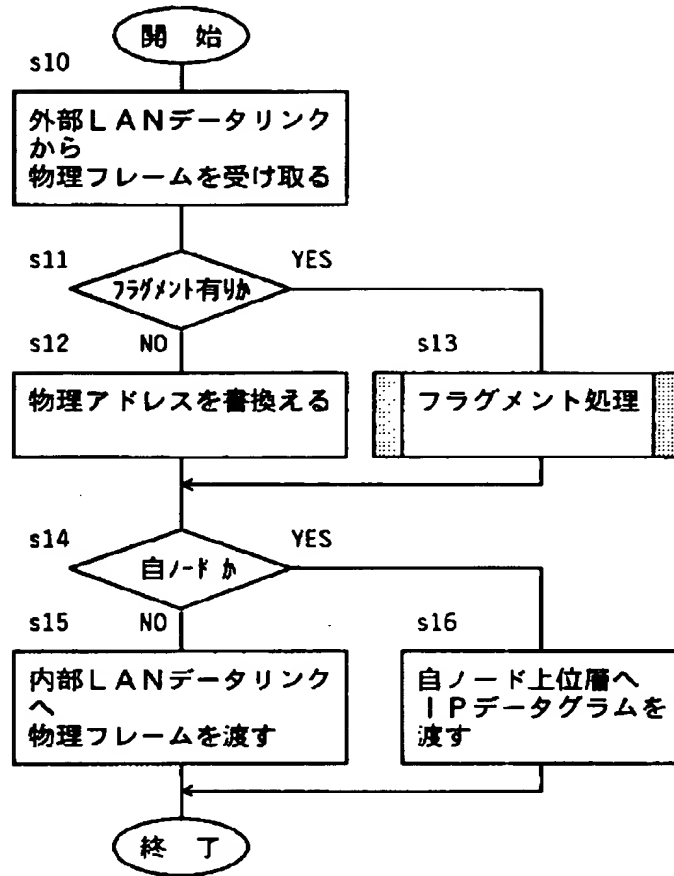 開 始
s10
外部LANデータリンク
から
物理フレームを受け取る
s11
YES
フラグメント有りか
s12
NO
s13
物理アドレスを書換える
フラグメント処理
s14
YES
自ノードか
s15
NO
s16
内部LANデータリンク
へ
物理フレームを渡す
自ノード上位層へ
IPデータグラムを
渡す
終 了